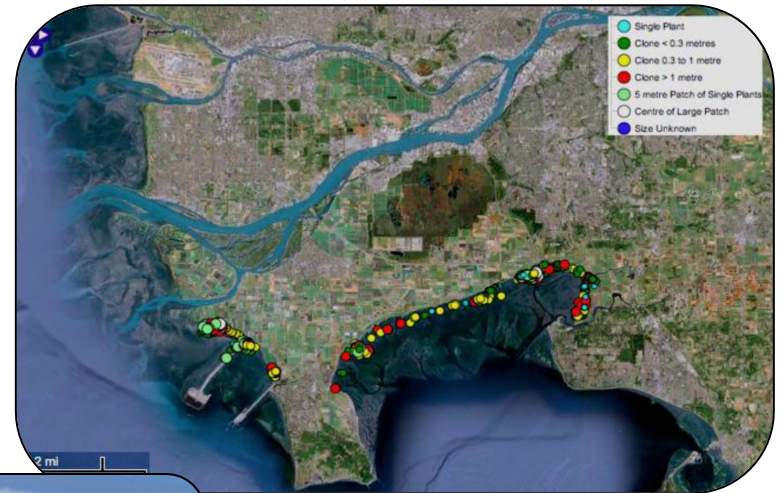 Single Plant
Clone < 0.3 metres
Clone 0.3 to 1 metre
Clone > 1 metre
5 metre Patch of Single Plants
Centre of Large Patch
Size Unknown
2 mi